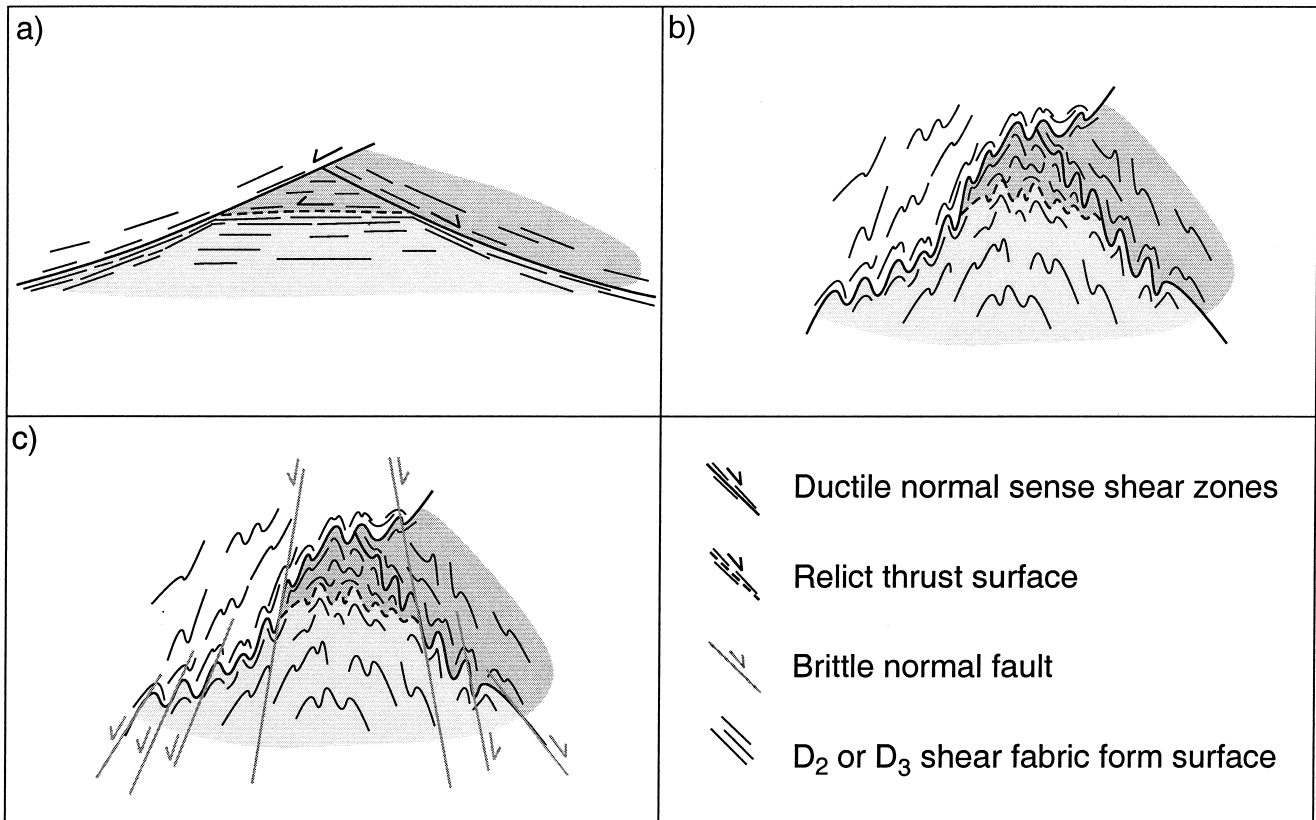 a)
b)
c)
Ductile normal sense shear zones
Relict thrust surface
Brittle normal fault
D₂ or D₃ shear fabric form surface